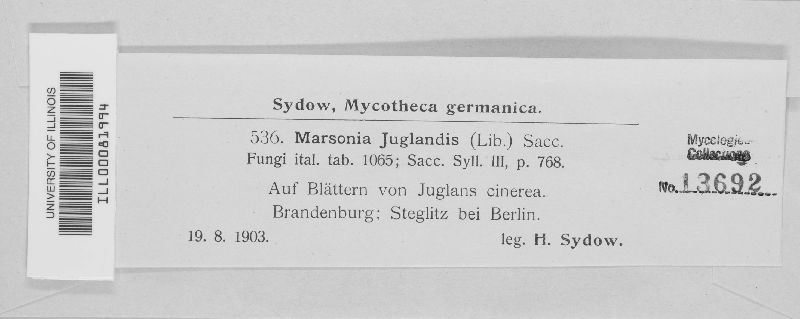 UNIVERSITY OF ILLINOIS
ILL00081994
Sydow, Mycotheca germanica.
536. Marsonia Juglandis (Lib.) Sacc.
Fungi ital. tab. 1065; Sacc. Syll. III, p. 768.
Auf Blättern von Juglans cinerea.
Brandenburg; Steglitz bei Berlin.
19. 8. 1903. leg. H. Sydow.
Collections
No. 13692